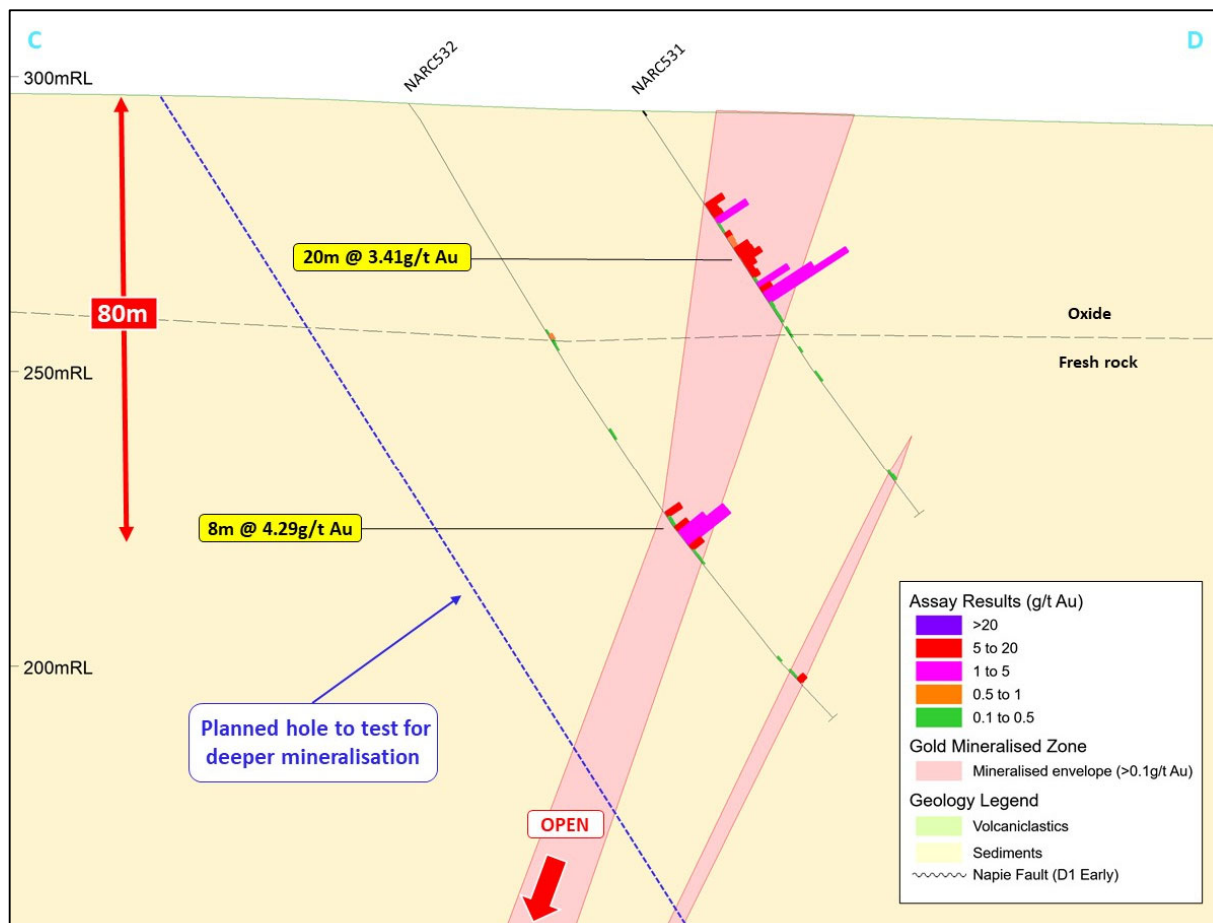 C
D
300mRL
NARC532
NARC531
20m @ 3.41g/t Au
80m
Oxide
Fresh rock
250mRL
8m @ 4.29g/t Au
200mRL
Planned hole to test for
deeper mineralisation
OPEN
Assay Results (g/t Au)
>20
5 to 20
1 to 5
0.5 to 1
0.1 to 0.5
Gold Mineralised Zone
Mineralised envelope (>0.1g/t Au)
Geology Legend
Volcaniclastics
Sediments
Napie Fault (D1 Early)